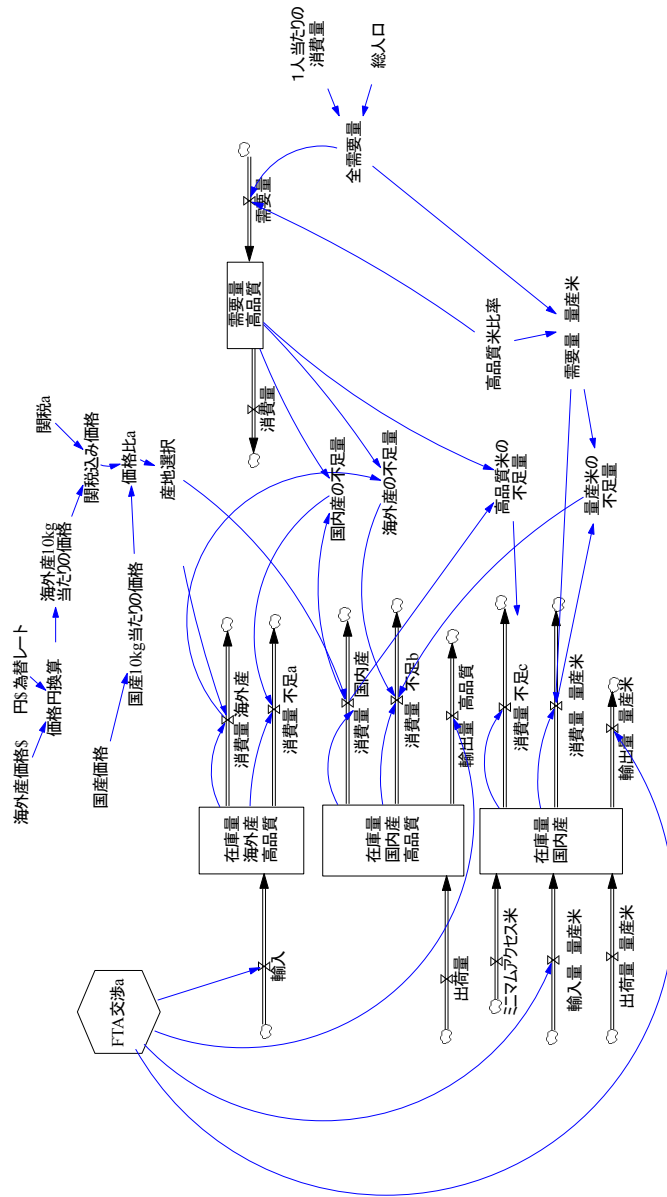 海外産価格$
円$ 為替レート
価格円換算
海外産10kg
当たりの価格
関税a
関税込み価格
価格比a
産地選択
国産価格
国産10kg当たりの価格
FTA交渉a
輸入
在庫量
海外産
高品質
消費量 海外産
消費量 不足a
国内産の不足量
海外産の不足量
消費量
需要量
高品質
需要量
出荷量
在庫量
国内産
高品質
消費量 国内産
消費量 不足b
輸出量 高品質
高品質米の
不足量
高品質米比率
全需要量
1人当たりの
消費量
総人口
ミニマムアクセス米
輸入量 量産米
出荷量 量産米
在庫量
国内産
消費量 不足c
消費量 量産米
輸出量 量産米
量産米の
不足量
需要量 量産米